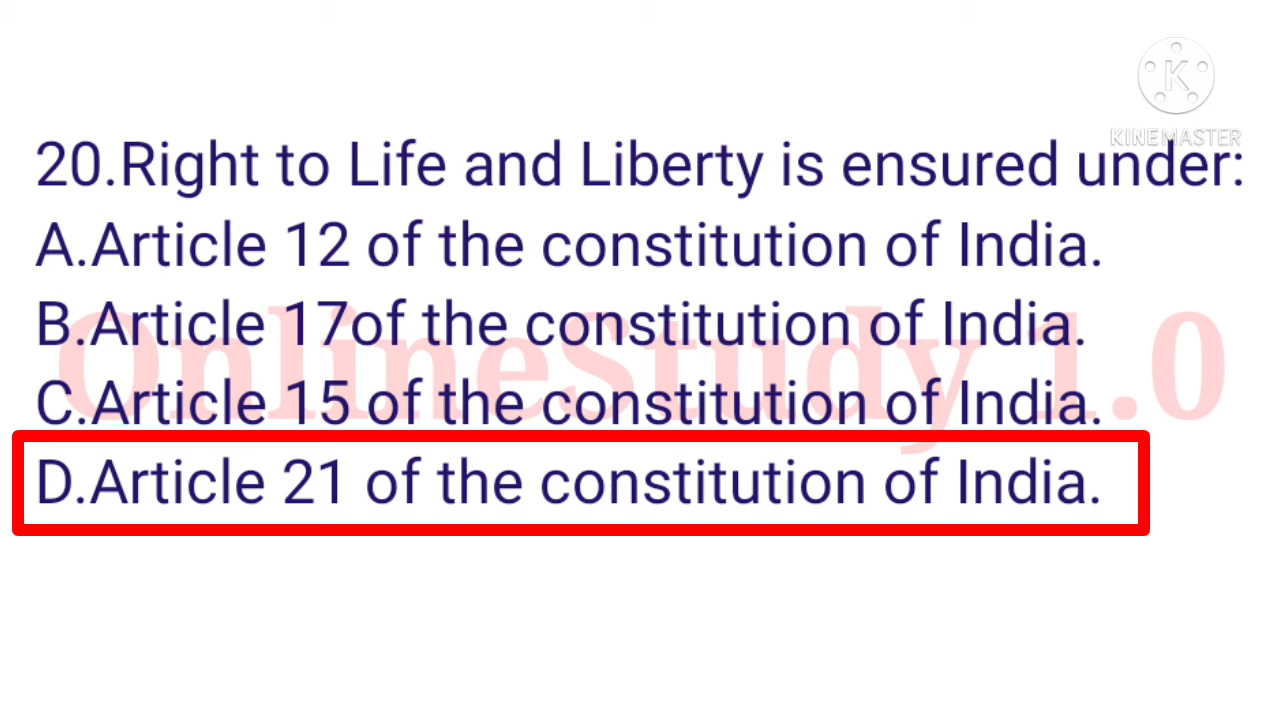 KINEMASTER
20.Right to Life and Liberty is ensured under:
A.Article 12 of the constitution of India.
B.Article 17of the constitution of India.
OnlineStudy 1.0
C.Article 15 of the constitution of India.
D.Article 21 of the constitution of India.